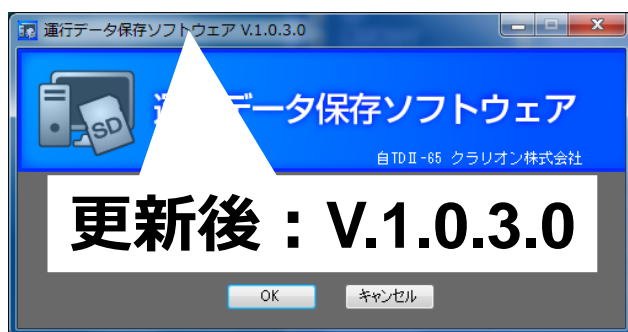 運行データ保存ソフトウェア V.1.0.3.0
SD
データ保存ソフトウェア
自TDⅡ-65 クラリオン株式会社
更新後：V.1.0.3.0
OK
キャンセル